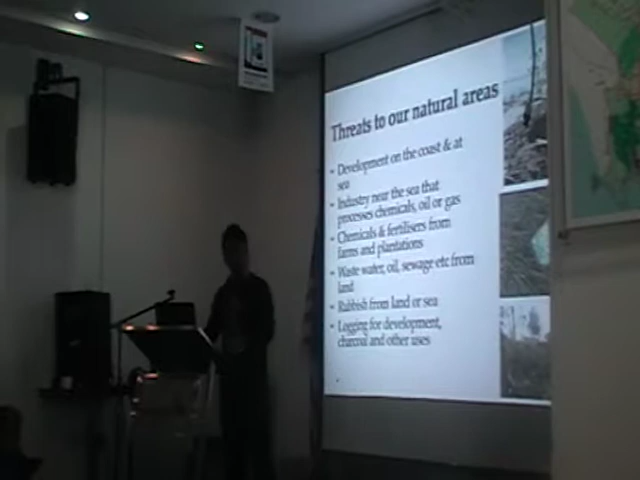 Threats to our natural areas
Development on the coast & at
sea
Industry near the sea that
processes chemicals, oil or gas
Chemicals & fertilisers from
farms and plantations
Waste water, oil, sewage etc from
land
Rubbish from land or sea
Logging for development,
charcoal and other uses